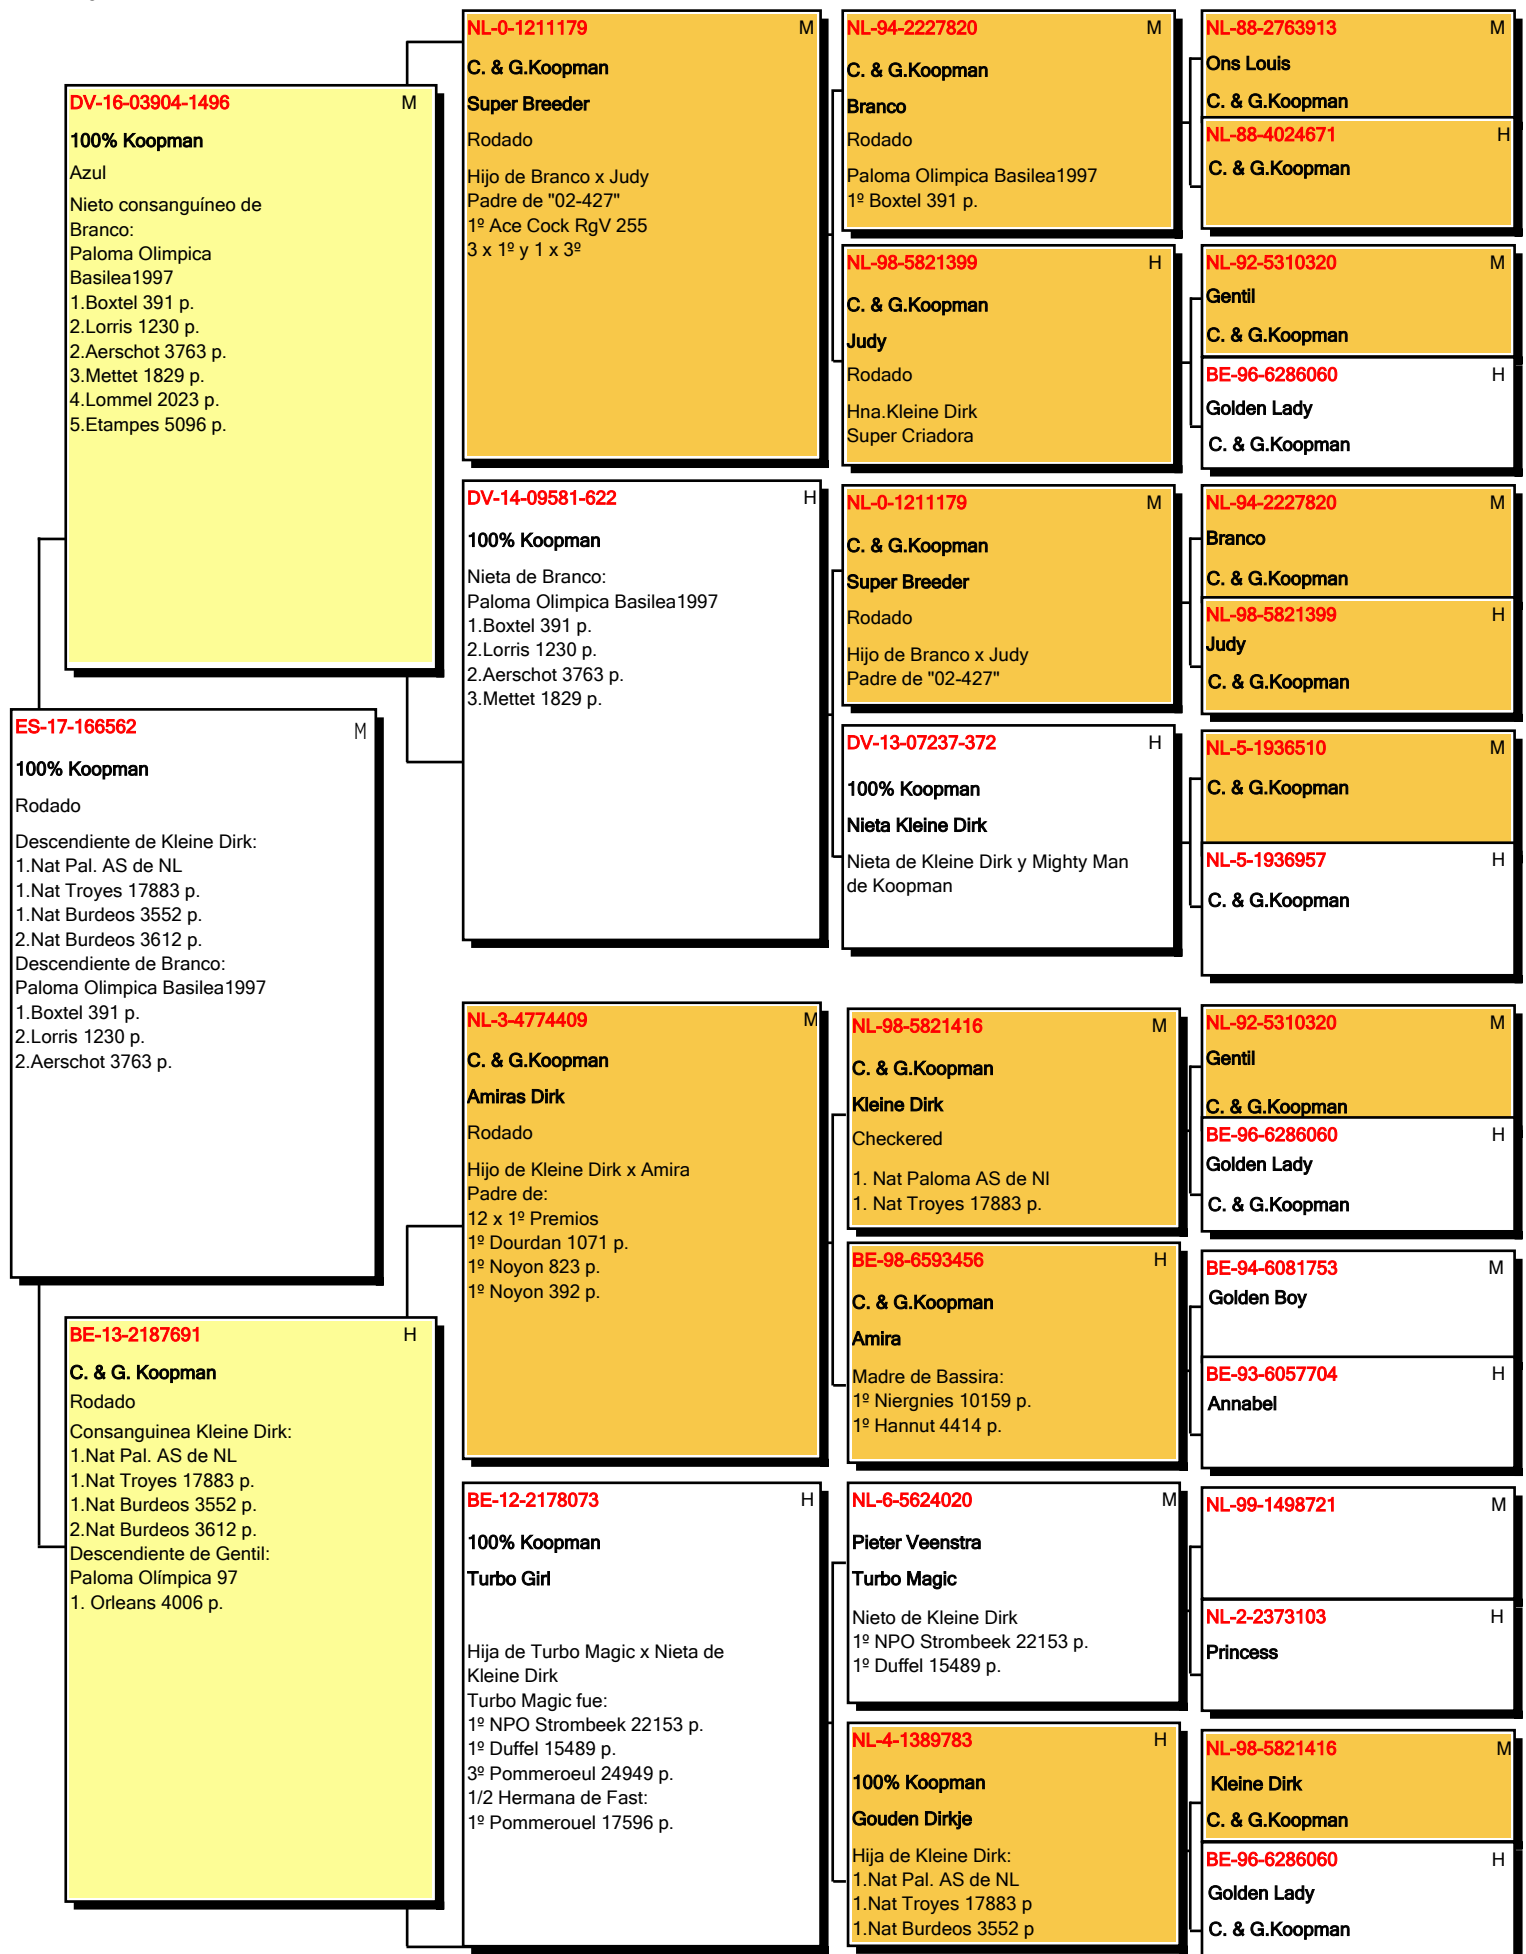 ES-17-166562 M
100% Koopman
Rodado
Descendiente de Kleine Dirk:
1.Nat Pal. AS de NL
1.Nat Troyes 17883 p.
1.Nat Burdeos 3552 p.
2.Nat Burdeos 3612 p.
Descendiente de Branco:
Paloma Olimpica Basilea1997
1.Boxtel 391 p.
2.Lorris 1230 p.
2.Aerschot 3763 p.
DV-16-03904-1496 M
100% Koopman
Azul
Nieto consanguíneo de
Branco:
Paloma Olimpica
Basilea1997
1.Boxtel 391 p.
2.Lorris 1230 p.
2.Aerschot 3763 p.
3.Mettet 1829 p.
4.Lommel 2023 p.
5.Etampes 5096 p.
BE-13-2187691 H
C. & G. Koopman
Rodado
Consanguinea Kleine Dirk:
1.Nat Pal. AS de NL
1.Nat Troyes 17883 p.
1.Nat Burdeos 3552 p.
2.Nat Burdeos 3612 p.
Descendiente de Gentil:
Paloma Olímpica 97
1. Orleans 4006 p.
NL-0-1211179 M
C. & G.Koopman
Super Breeder
Rodado
Hijo de Branco x Judy
Padre de "02-427"
1º Ace Cock RgV 255
3 x 1º y 1 x 3º
DV-14-09581-622 H
100% Koopman
Nieta de Branco:
Paloma Olimpica Basilea1997
1.Boxtel 391 p.
2.Lorris 1230 p.
2.Aerschot 3763 p.
3.Mettet 1829 p.
NL-3-4774409 M
C. & G.Koopman
Amiras Dirk
Rodado
Hijo de Kleine Dirk x Amira
Padre de:
12 x 1º Premios
1º Dourdan 1071 p.
1º Noyon 823 p.
1º Noyon 392 p.
BE-12-2178073 H
100% Koopman
Turbo Girl
Hija de Turbo Magic x Nieta de
Kleine Dirk
Turbo Magic fue:
1º NPO Strombeek 22153 p.
1º Duffel 15489 p.
3º Pommeroeul 24949 p.
1/2 Hermana de Fast:
1º Pommerouel 17596 p.
NL-94-2227820 M
C. & G.Koopman
Branco
Rodado
Paloma Olimpica Basilea1997
1º Boxtel 391 p.
NL-98-5821399 H
C. & G.Koopman
Judy
Rodado
Hna.Kleine Dirk
Super Criadora
NL-0-1211179 M
C. & G.Koopman
Super Breeder
Rodado
Hijo de Branco x Judy
Padre de "02-427"
DV-13-07237-372 H
100% Koopman
Nieta Kleine Dirk
Nieta de Kleine Dirk y Mighty Man
de Koopman
NL-98-5821416 M
C. & G.Koopman
Kleine Dirk
Checkered
1. Nat Paloma AS de Nl
1. Nat Troyes 17883 p.
BE-98-6593456 H
C. & G.Koopman
Amira
Madre de Bassira:
1º Niergnies 10159 p.
1º Hannut 4414 p.
NL-6-5624020 M
Pieter Veenstra
Turbo Magic
Nieto de Kleine Dirk
1º NPO Strombeek 22153 p.
1º Duffel 15489 p.
NL-4-1389783 H
100% Koopman
Gouden Dirkje
Hija de Kleine Dirk:
1.Nat Pal. AS de NL
1.Nat Troyes 17883 p
1.Nat Burdeos 3552 p
NL-88-2763913 M
Ons Louis
C. & G.Koopman
NL-88-4024671 H
C. & G.Koopman
NL-92-5310320 M
Gentil
C. & G.Koopman
BE-96-6286060 H
Golden Lady
C. & G.Koopman
NL-94-2227820 M
Branco
C. & G.Koopman
NL-98-5821399 H
Judy
C. & G.Koopman
NL-5-1936510 M
C. & G.Koopman
NL-5-1936957 H
C. & G.Koopman
NL-92-5310320 M
Gentil
C. & G.Koopman
BE-96-6286060 H
Golden Lady
C. & G.Koopman
BE-94-6081753 M
Golden Boy
BE-93-6057704 H
Annabel
NL-99-1498721 M
NL-2-2373103 H
Princess
NL-98-5821416 M
Kleine Dirk
C. & G.Koopman
BE-96-6286060 H
Golden Lady
C. & G.Koopman